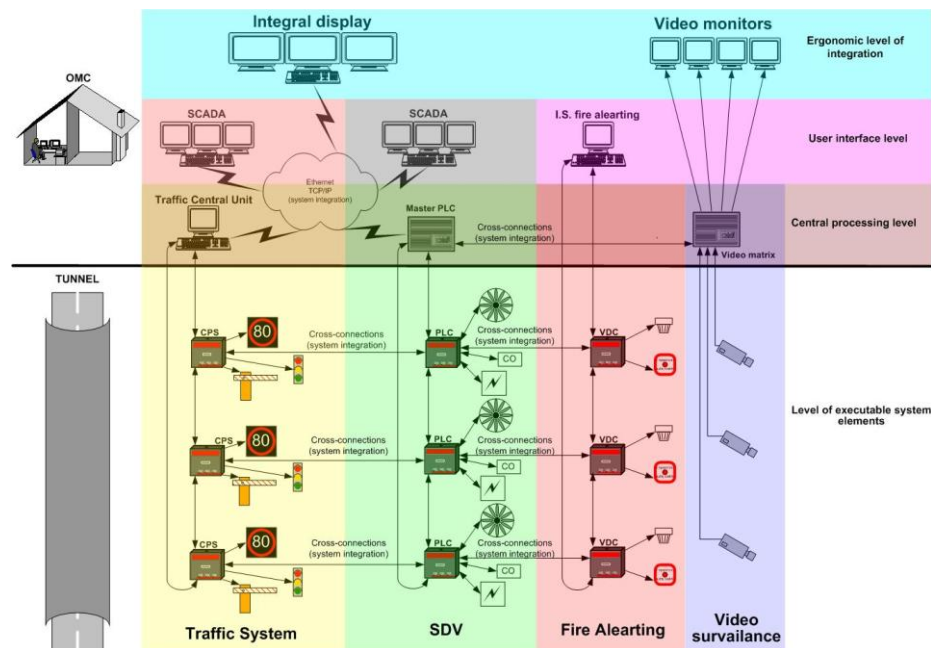 Integral display
Video monitors
Ergonomic level of
integration
OMC
SCADA
SCADA
I.S. fire alearting
User interface level
Ethernet
TCP/IP
(system integration)
Traffic Central Unit
Master PLC
Cross-connections
(system integration)
Central processing level
Video matrix
TUNNEL
CPS
80
Cross-connections
(system integration)
PLC
CO
Cross-connections
(system integration)
VDC
CPS
80
Cross-connections
(system integration)
PLC
CO
Cross-connections
(system integration)
VDC
Level of executable system
elements
CPS
80
Cross-connections
(system integration)
PLC
CO
Cross-connections
(system integration)
VDC
Traffic System
SDV
Fire Alearting
Video
survailance